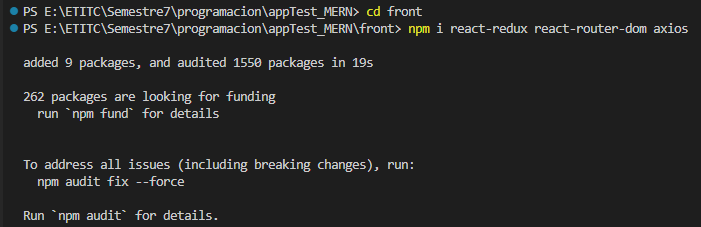 PS E:\ETITC\Semestre7\programacion\appTest_MERN> cd front
PS E:\ETITC\Semestre7\programacion\appTest_MERN\front> npm i react-redux react-router-dom axios
added 9 packages, and audited 1550 packages in 19s
262 packages are looking for funding
run `npm fund` for details
To address all issues (including breaking changes), run:
npm audit fix --force
Run `npm audit` for details.